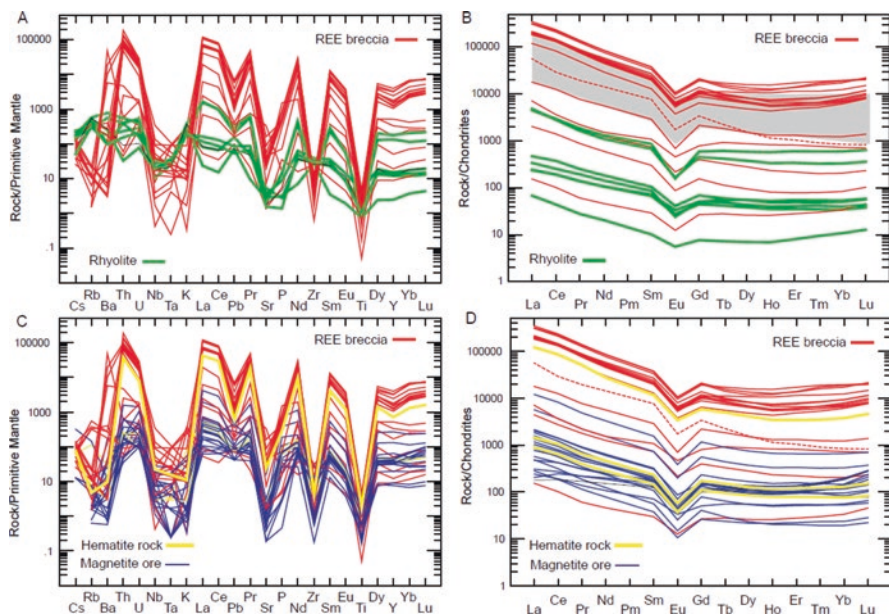 A
REE breccia
100000
1000
10
.1
Rock/Primitive Mantle
Rhyolite
Rb Th Nb K Ce Pr P Zr Eu Dy Yb
Cs Ba U Ta La Pb Sr Nd Sm Ti Y Lu
B
REE breccia
100000
10000
1000
100
10
1
Rock/Chondrites
Rhyolite
La Pr Pm Eu Tb Ho Tm Lu
Ce Nd Sm Gd Dy Er Yb
C
REE breccia
100000
1000
10
.1
Rock/Primitive Mantle
Hematite rock
Magnetite ore
Rb Th Nb K Ce Pr P Zr Eu Dy Yb
Cs Ba U Ta La Pb Sr Nd Sm Ti Y Lu
D
REE breccia
100000
10000
1000
100
10
1
Rock/Chondrites
Hematite rock
Magnetite ore
La Pr Pm Eu Tb Ho Tm Lu
Ce Nd Sm Gd Dy Er Yb